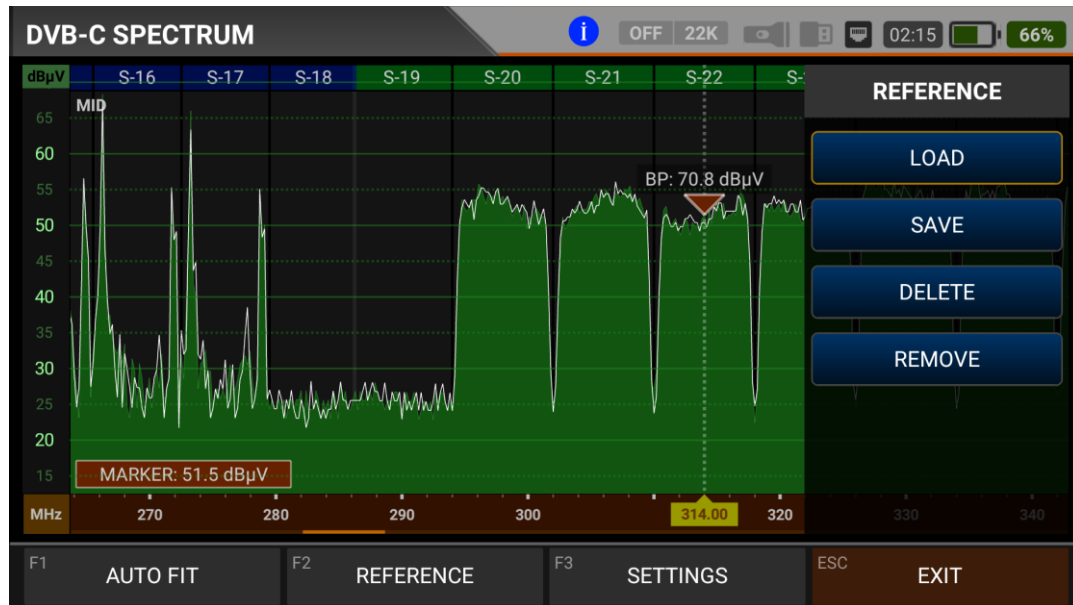 DVB-C SPECTRUM
i OFF 22K 02:15 66%
dBµV S-16 S-17 S-18 S-19 S-20 S-21 S-22 S-
MID
REFERENCE
65
60
55
50
45
40
35
30
25
20
15
BP: 70.8 dBµV
LOAD
SAVE
DELETE
REMOVE
MARKER: 51.5 dBµV
MHz 270 280 290 300 314.00 320 330 340
F1 AUTO FIT F2 REFERENCE F3 SETTINGS ESC EXIT